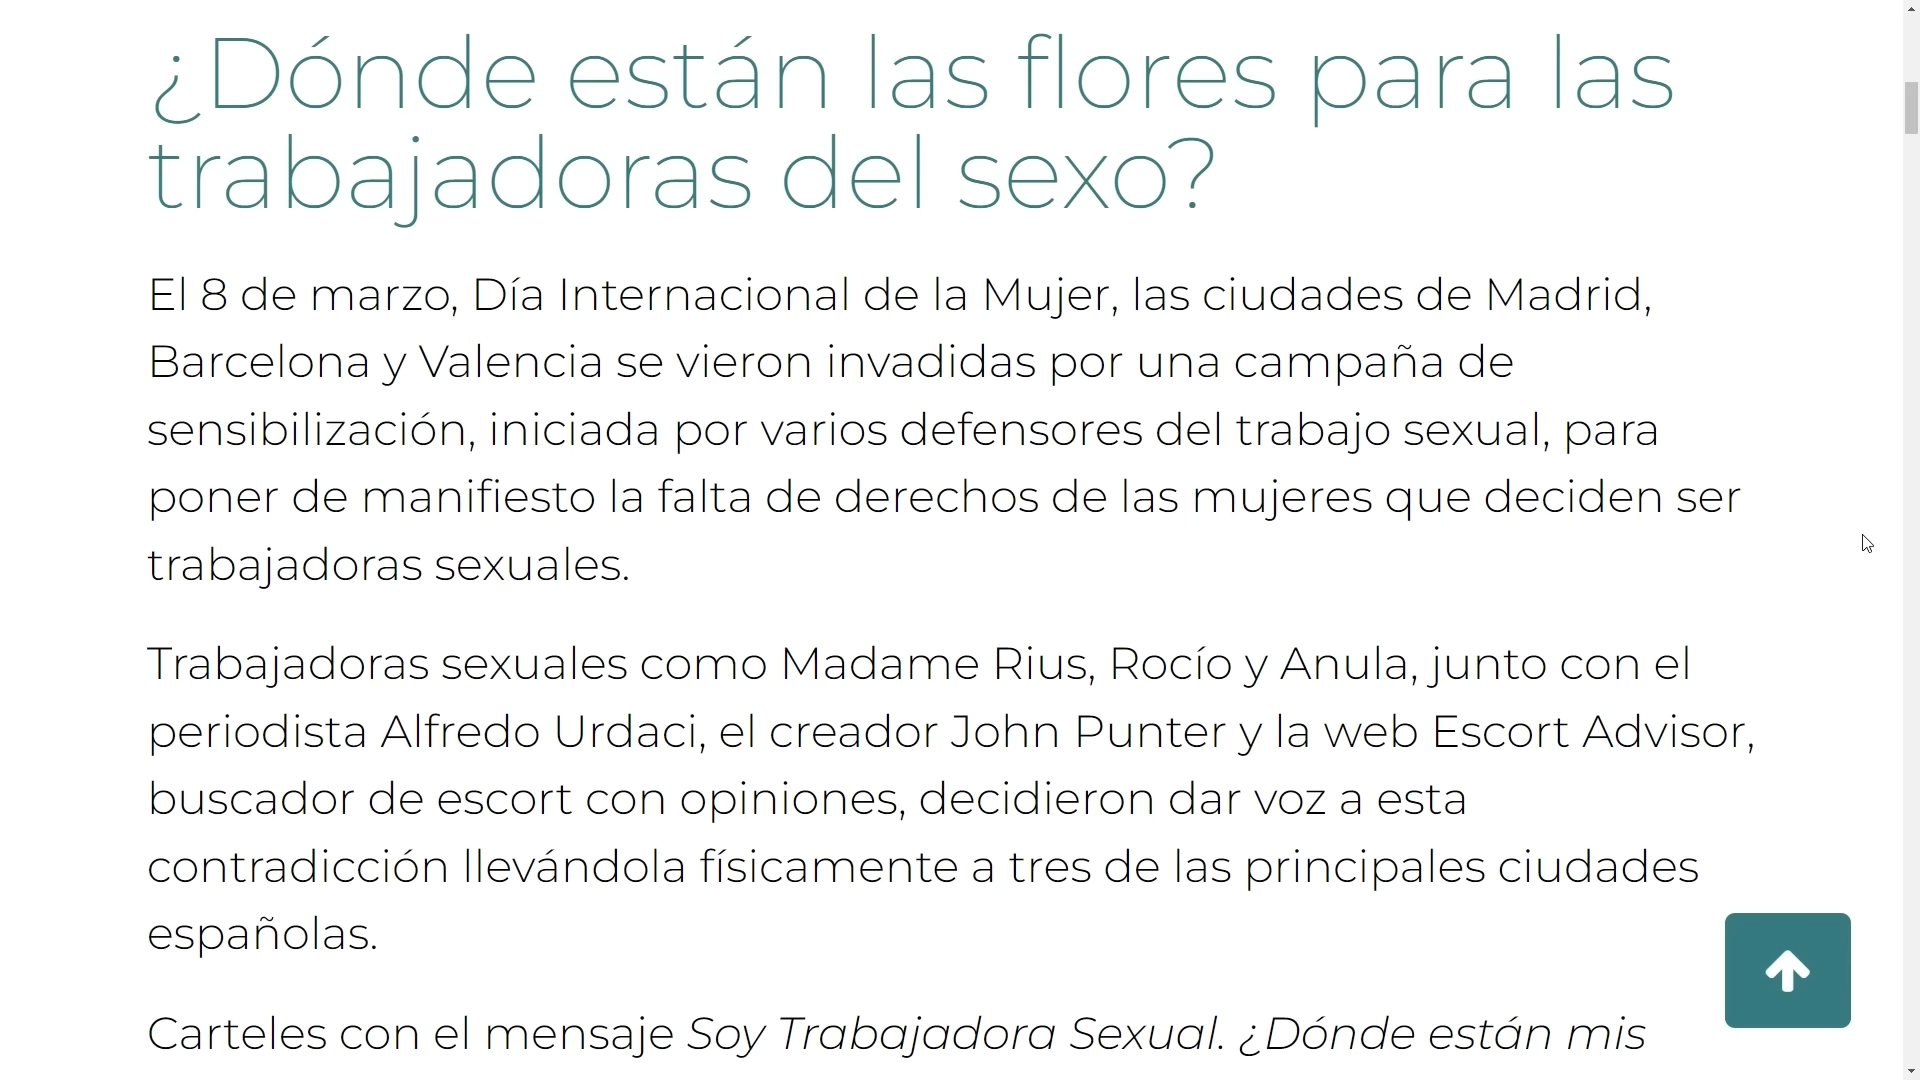 ¿Dónde están las flores para las
trabajadoras del sexo?
El 8 de marzo, Día Internacional de la Mujer, las ciudades de Madrid,
Barcelona y Valencia se vieron invadidas por una campaña de
sensibilización, iniciada por varios defensores del trabajo sexual, para
poner de manifiesto la falta de derechos de las mujeres que deciden ser
trabajadoras sexuales.
Trabajadoras sexuales como Madame Rius, Rocío y Anula, junto con el
periodista Alfredo Urdaci, el creador John Punter y la web Escort Advisor,
buscador de escort con opiniones, decidieron dar voz a esta
contradicción llevándola físicamente a tres de las principales ciudades
españolas.
Carteles con el mensaje Soy Trabajadora Sexual. ¿Dónde están mis